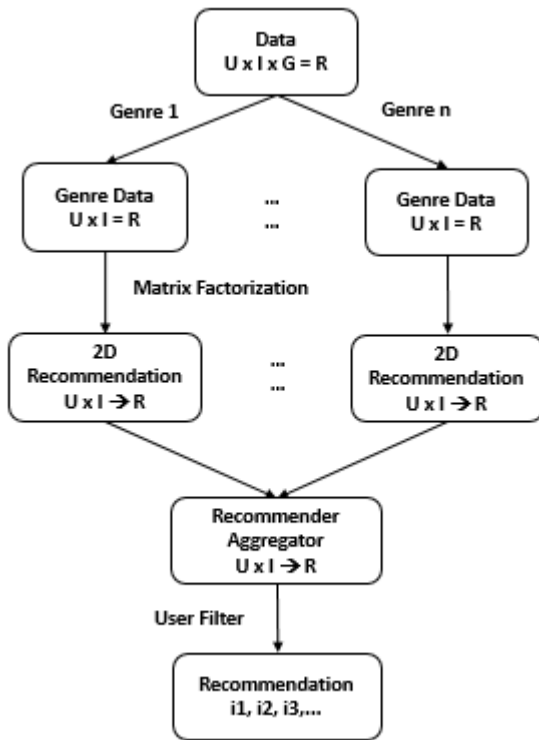 Data
U x I x G = R
Genre 1
Genre n
Genre Data
U x I = R
...
...
Genre Data
U x I = R
Matrix Factorization
2D
Recommendation
U x I → R
...
...
2D
Recommendation
U x I → R
Recommender
Aggregator
U x I → R
User Filter
Recommendation
i1, i2, i3,...